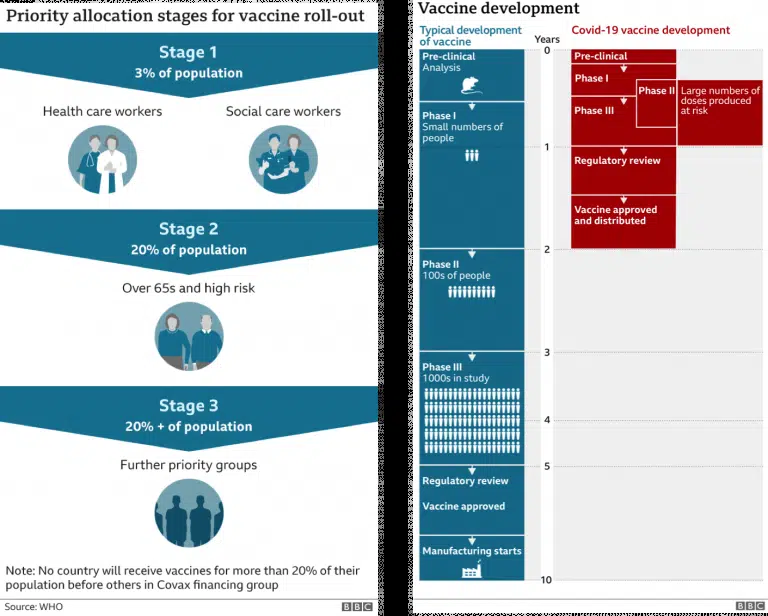 Priority allocation stages for vaccine roll-out
Stage 1
3% of population
Health care workers
Social care workers
Stage 2
20% of population
Over 65s and high risk
Stage 3
20% + of population
Further priority groups
Note: No country will receive vaccines for more than 20% of their
population before others in Covax financing group
Source: WHO
BBC
Vaccine development
Typical development
of vaccine
Years
Covid-19 vaccine development
Pre-clinical
Analysis
Phase I
Small numbers of
people
Phase II
100s of people
Phase III
1000s in study
Regulatory review
Vaccine approved
Manufacturing starts
0
1
2
3
4
5
10
Pre-clinical
Phase I
Phase II
Large numbers of
doses produced
at risk
Phase III
Regulatory review
Vaccine approved
and distributed
BBC